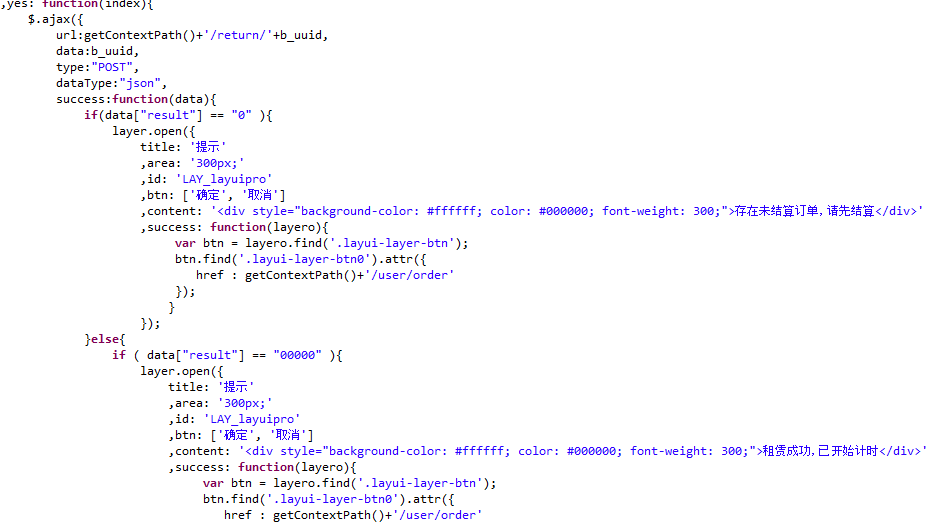 ,yes: function(index){
$.ajax({
url:getContextPath()+'/return/'+b_uuid,
data:b_uuid,
type:"POST",
dataType:"json",
success:function(data){
if(data["result"] == "0" ){
layer.open({
title: '提示'
,area: '300px;'
,id: 'LAY_layuipro'
,btn: ['确定', '取消']
,content: '<div style="background-color: #ffffff; color: #000000; font-weight: 300;">存在未结算订单,请先结算</div>'
,success: function(layero){
var btn = layero.find('.layui-layer-btn');
btn.find('.layui-layer-btn0').attr({
href : getContextPath()+'/user/order'
});
}
});
}else{
if ( data["result"] == "00000" ){
layer.open({
title: '提示'
,area: '300px;'
,id: 'LAY_layuipro'
,btn: ['确定', '取消']
,content: '<div style="background-color: #ffffff; color: #000000; font-weight: 300;">租赁成功,已开始计时</div>'
,success: function(layero){
var btn = layero.find('.layui-layer-btn');
btn.find('.layui-layer-btn0').attr({
href : getContextPath()+'/user/order'